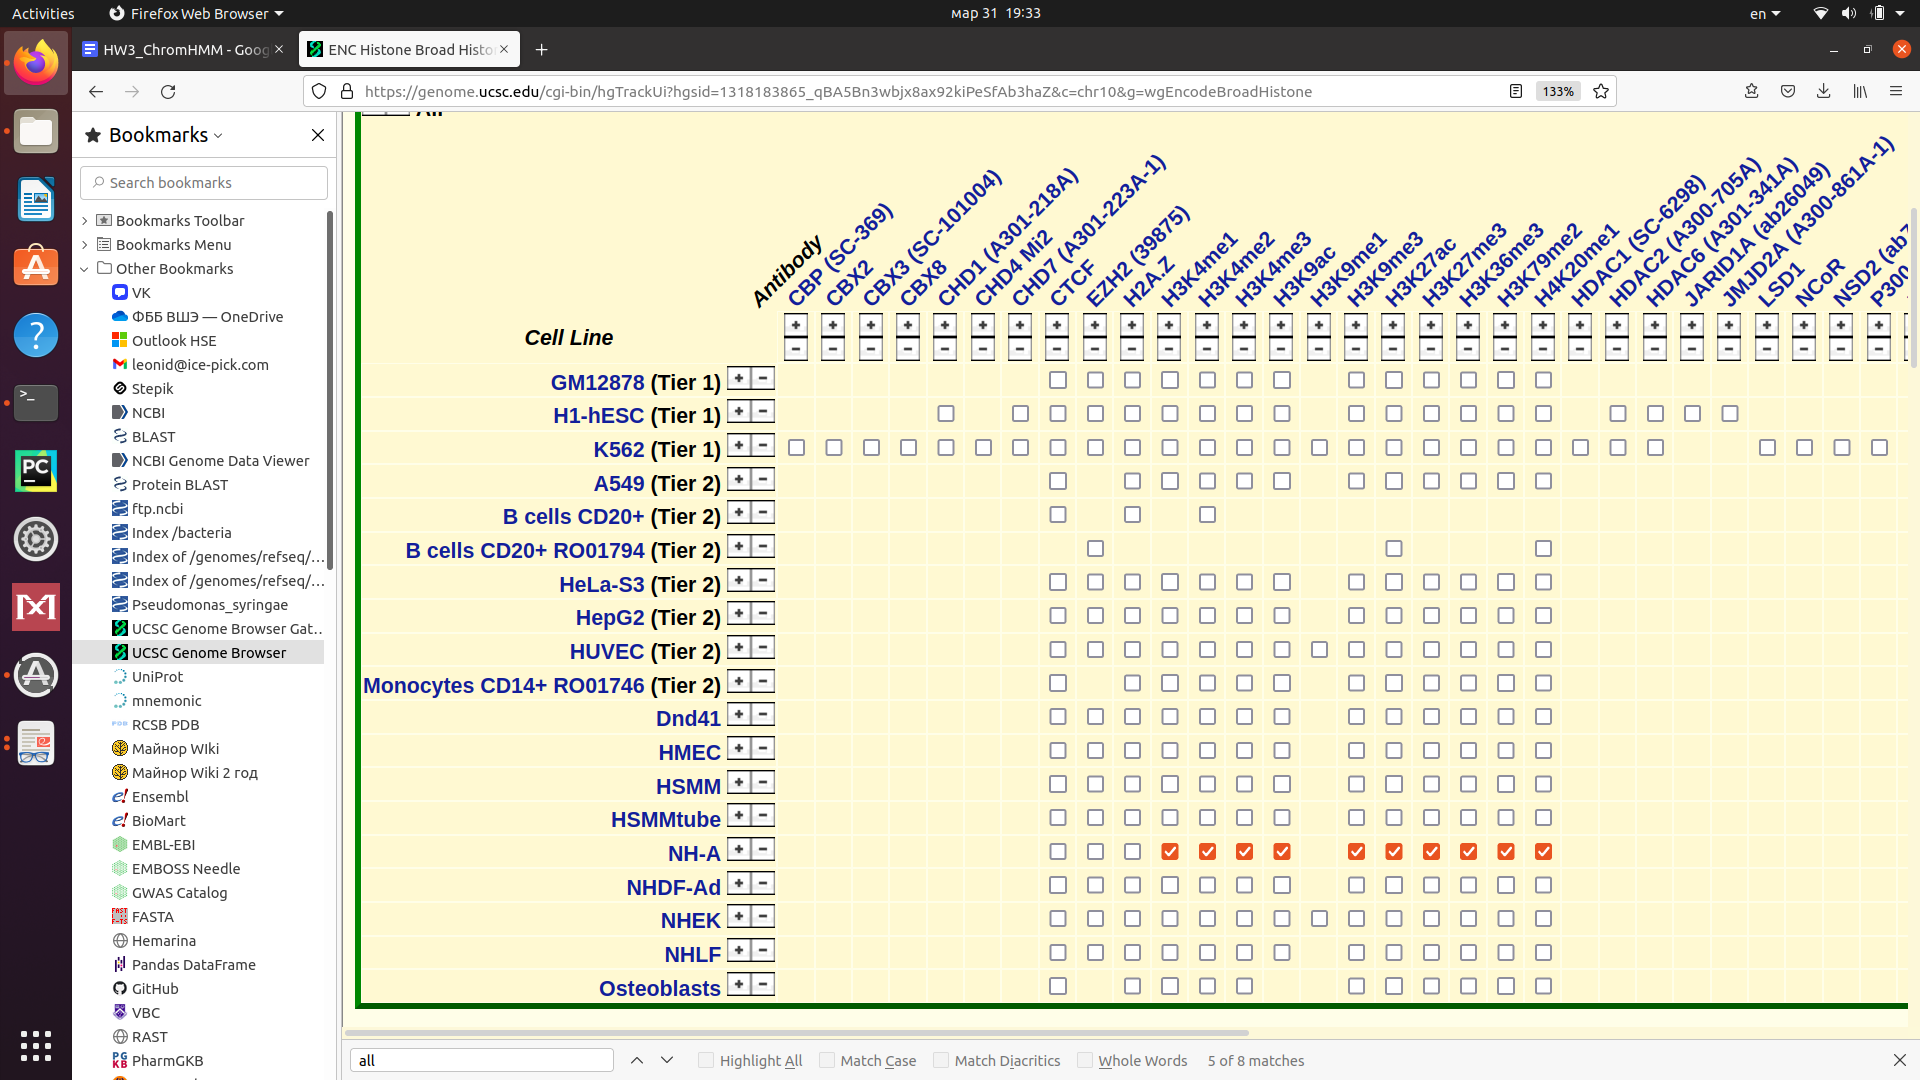 Activities
Firefox Web Browser
мар 31 19:33
en
HW3_ChromHMM - Goog
ENC Histone Broad Histo
https://genome.ucsc.edu/cgi-bin/hgTrackUi?hgsid=1318183865_qBA5Bn3wbjx8ax92kiPeSfAb3haZ&c=chr10&g=wgEncodeBroadHistone
133%
Bookmarks
Search bookmarks
Bookmarks Toolbar
Bookmarks Menu
Other Bookmarks
VK
ФББ ВШЭ — OneDrive
Outlook HSE
leonid@ice-pick.com
Stepik
NCBI
BLAST
NCBI Genome Data Viewer
Protein BLAST
ftp.ncbi
Index /bacteria
Index of /genomes/refseq/…
Index of /genomes/refseq/…
Pseudomonas_syringae
UCSC Genome Browser Gat…
UCSC Genome Browser
UniProt
mnemonic
RCSB PDB
Майнор WIki
Майнор Wiki 2 год
Ensembl
BioMart
EMBL-EBI
EMBOSS Needle
GWAS Catalog
FASTA
Hemarina
Pandas DataFrame
GitHub
VBC
RAST
PharmGKB
All
Antibody
CBP (SC-369)
CBX2
CBX3 (SC-101004)
CBX8
CHD1 (A301-218A)
CHD4 Mi2
CHD7 (A301-223A-1)
CTCF
EZH2 (39875)
H2A.Z
H3K4me1
H3K4me2
H3K4me3
H3K9ac
H3K9me1
H3K9me3
H3K27ac
H3K27me3
H3K36me3
H3K79me2
H4K20me1
HDAC1 (SC-6298)
HDAC2 (A300-705A)
HDAC6 (A301-341A)
JARID1A (ab26049)
JMJD2A (A300-861A-1)
LSD1
NCoR
NSD2 (ab7
P300
Cell Line
GM12878 (Tier 1)
H1-hESC (Tier 1)
K562 (Tier 1)
A549 (Tier 2)
B cells CD20+ (Tier 2)
B cells CD20+ RO01794 (Tier 2)
HeLa-S3 (Tier 2)
HepG2 (Tier 2)
HUVEC (Tier 2)
Monocytes CD14+ RO01746 (Tier 2)
Dnd41
HMEC
HSMM
HSMMtube
NH-A
NHDF-Ad
NHEK
NHLF
Osteoblasts
all
Highlight All
Match Case
Match Diacritics
Whole Words
5 of 8 matches